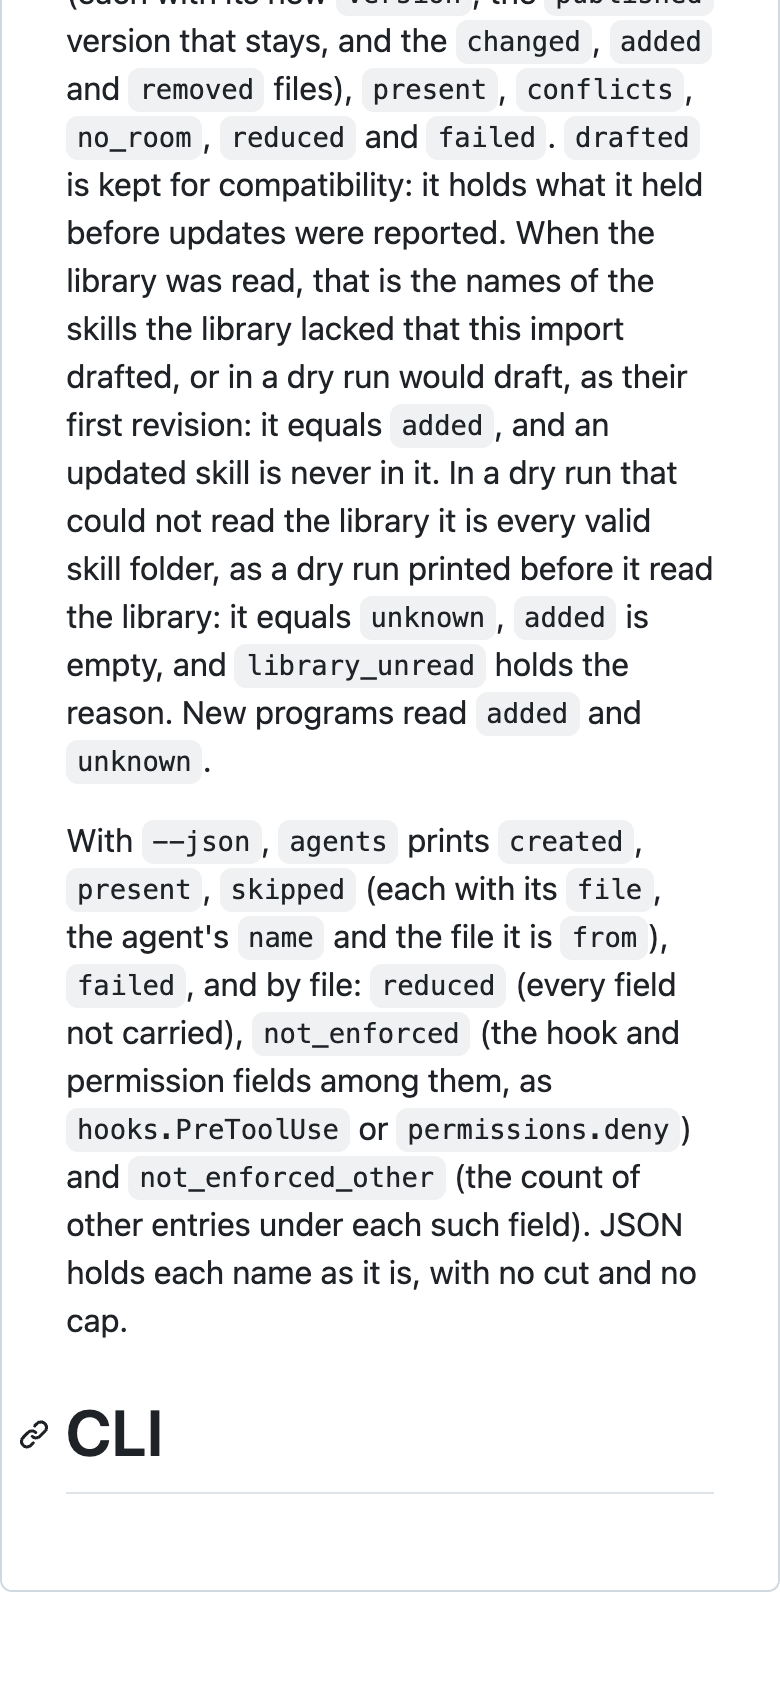 (each with its new version, the published
version that stays, and the changed, added
and removed files), present, conflicts,
no_room, reduced and failed. drafted
is kept for compatibility: it holds what it held
before updates were reported. When the
library was read, that is the names of the
skills the library lacked that this import
drafted, or in a dry run would draft, as their
first revision: it equals added, and an
updated skill is never in it. In a dry run that
could not read the library it is every valid
skill folder, as a dry run printed before it read
the library: it equals unknown, added is
empty, and library_unread holds the
reason. New programs read added and
unknown.
With --json, agents prints created,
present, skipped (each with its file,
the agent's name and the file it is from),
failed, and by file: reduced (every field
not carried), not_enforced (the hook and
permission fields among them, as
hooks.PreToolUse or permissions.deny)
and not_enforced_other (the count of
other entries under each such field). JSON
holds each name as it is, with no cut and no
cap.
CLI